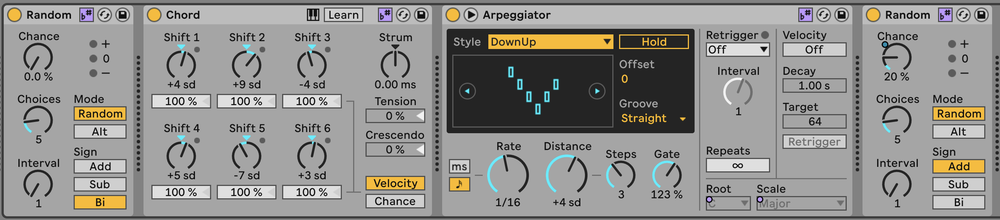 Random
Chance
0.0 %
+
0
−
Choices
5
Mode
Random
Alt
Interval
1
Sign
Add
Sub
Bi
Chord
Learn
Shift 1
+4 sd
100 %
Shift 2
+9 sd
100 %
Shift 3
-4 sd
100 %
Shift 4
+5 sd
100 %
Shift 5
-7 sd
100 %
Shift 6
+3 sd
100 %
Strum
0.00 ms
Tension
0 %
Crescendo
0 %
Velocity
Chance
Arpeggiator
Style DownUp
Hold
Offset
0
Groove
Straight
ms
Rate
1/16
Distance
+4 sd
Steps
3
Gate
123 %
Retrigger
Off
Interval
1
Repeats
∞
Velocity
Off
Decay
1.00 s
Target
64
Retrigger
Root
C
Scale
Major
Random
Chance
20 %
+
0
−
Choices
5
Mode
Random
Alt
Interval
1
Sign
Add
Sub
Bi